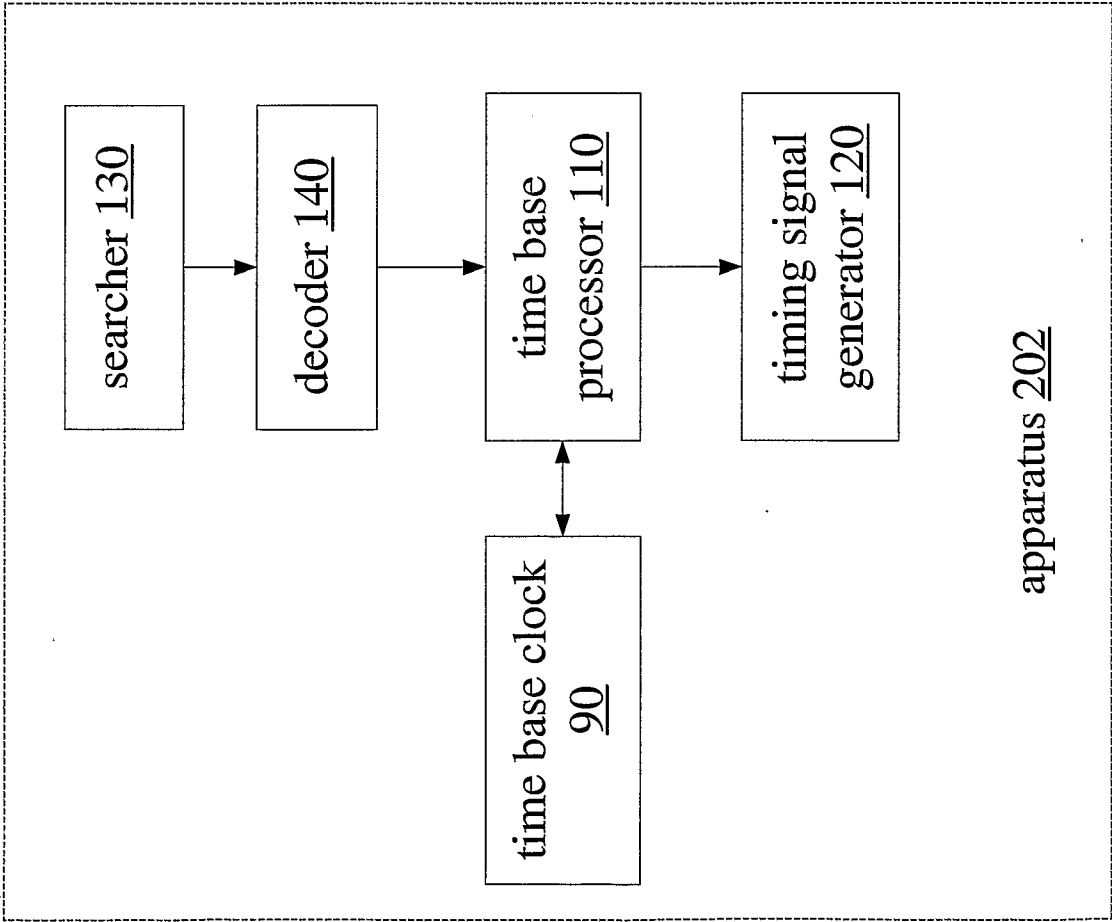 searcher 130
decoder 140
time base
processor 110
timing signal
generator 120
time base clock
90
apparatus 202